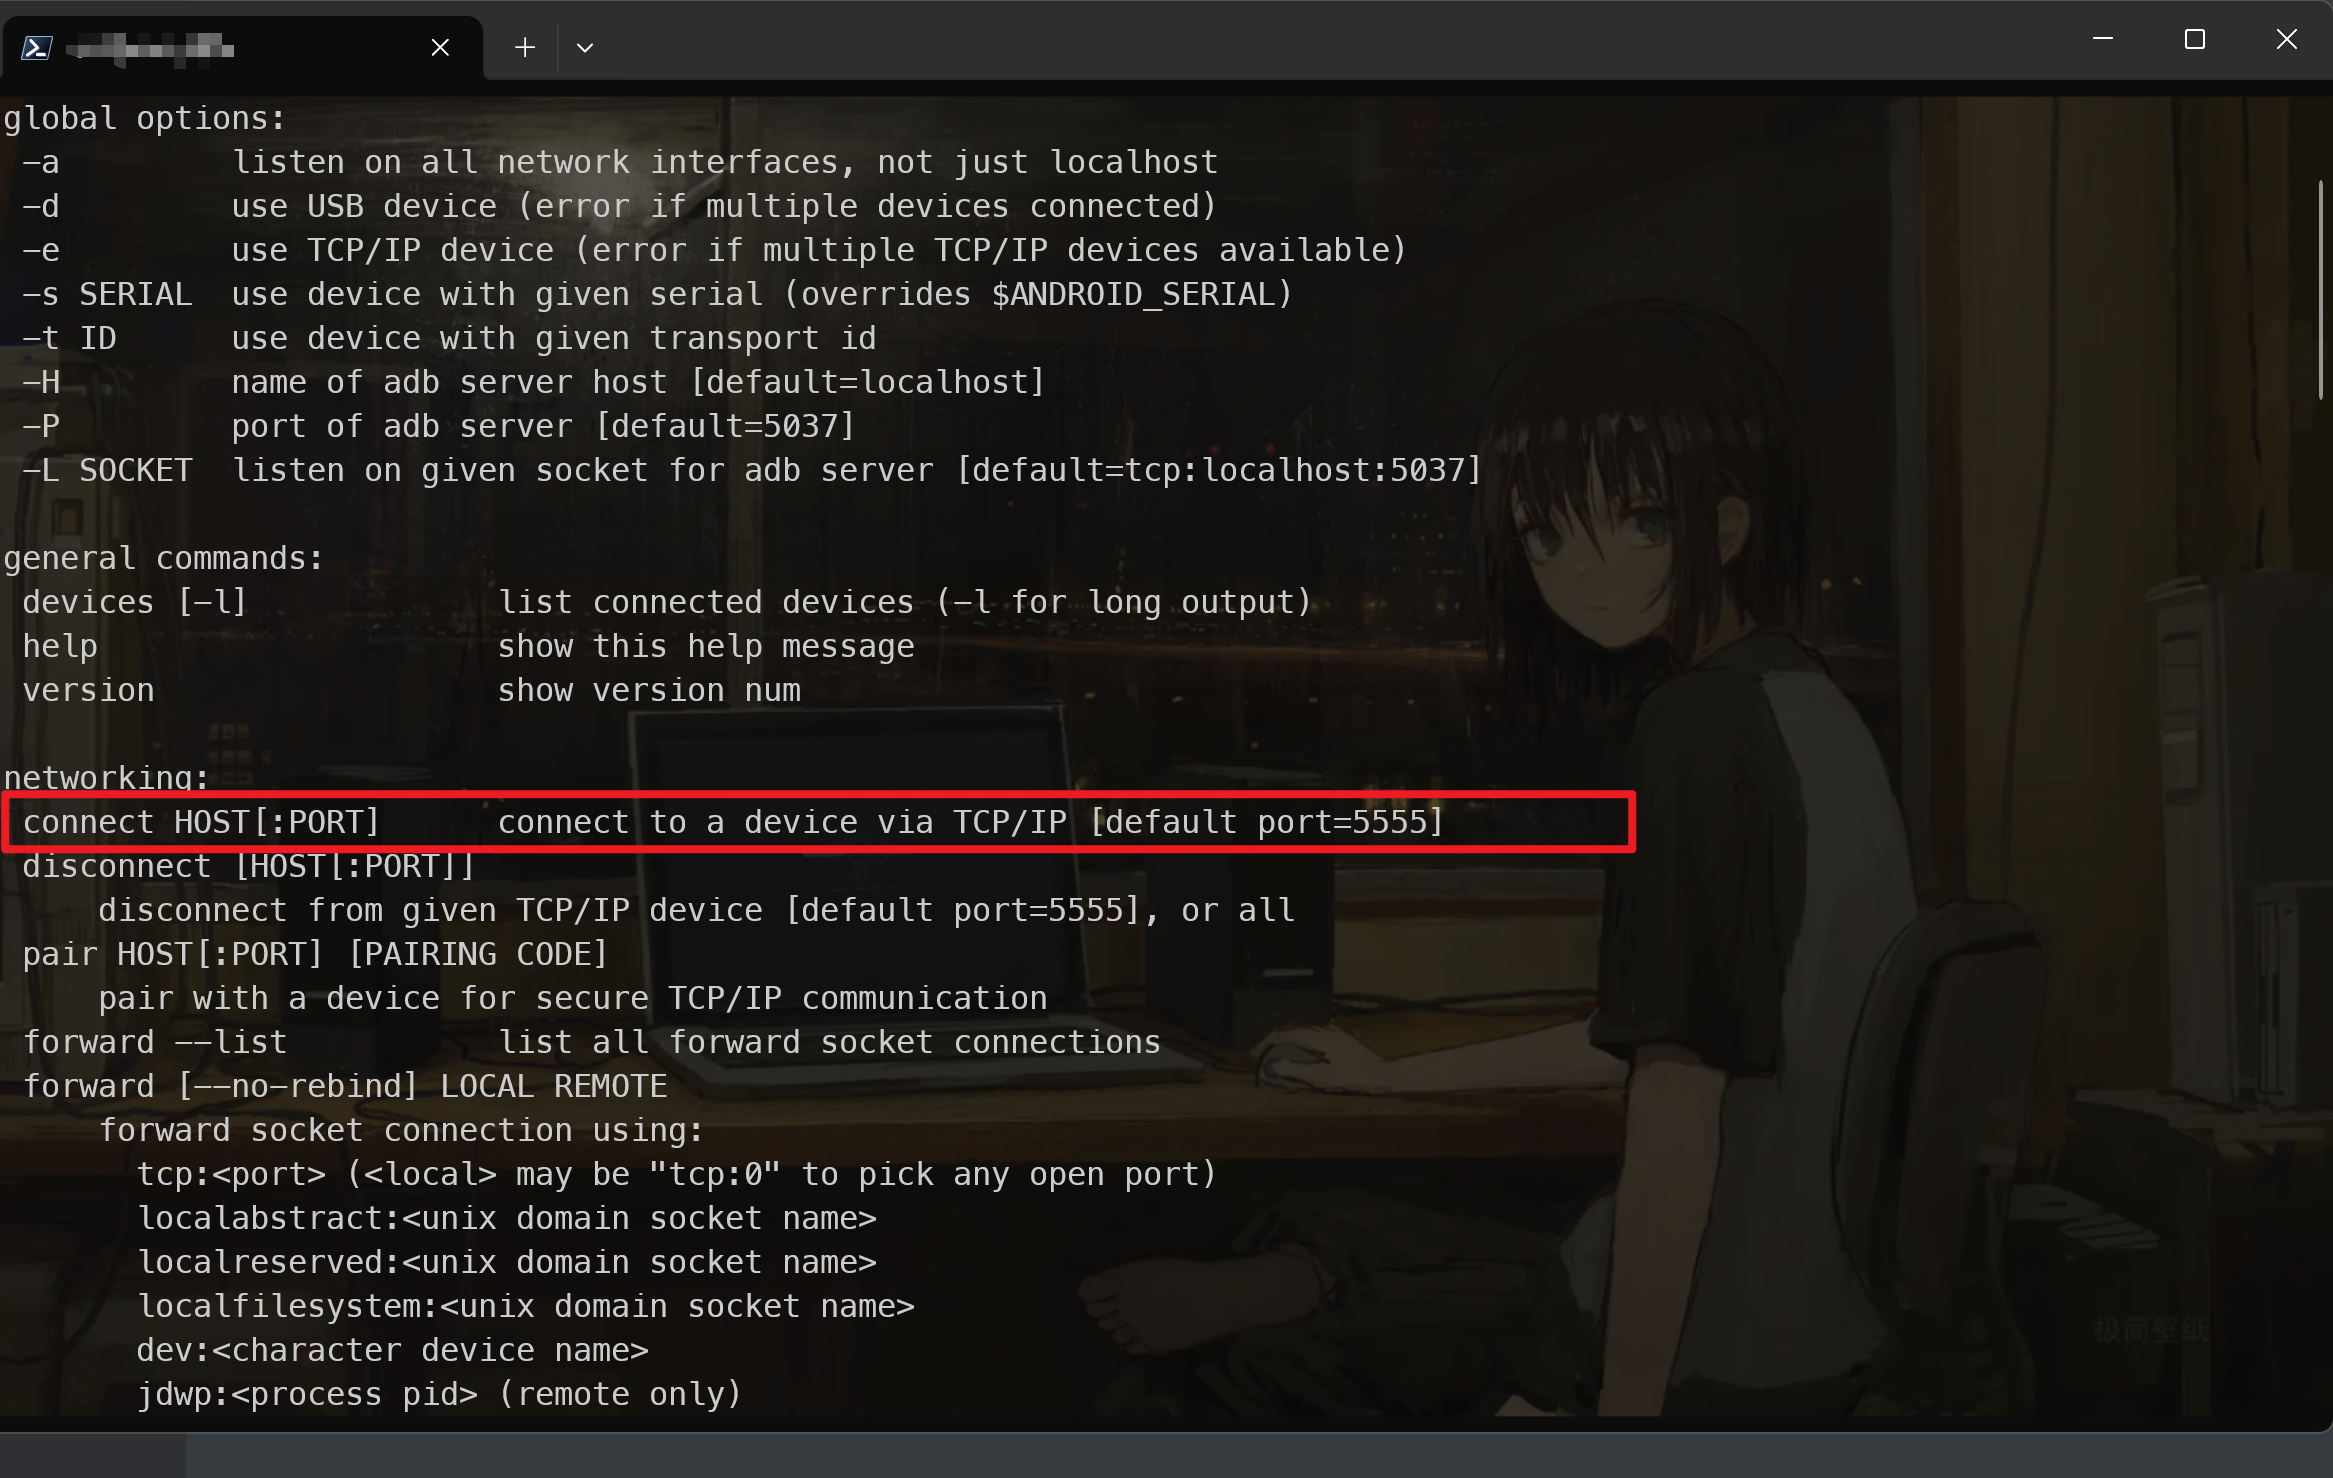 global options:
 -a         listen on all network interfaces, not just localhost
 -d         use USB device (error if multiple devices connected)
 -e         use TCP/IP device (error if multiple TCP/IP devices available)
 -s SERIAL  use device with given serial (overrides $ANDROID_SERIAL)
 -t ID      use device with given transport id
 -H         name of adb server host [default=localhost]
 -P         port of adb server [default=5037]
 -L SOCKET  listen on given socket for adb server [default=tcp:localhost:5037]

general commands:
 devices [-l]             list connected devices (-l for long output)
 help                     show this help message
 version                  show version num

networking:
 connect HOST[:PORT]      connect to a device via TCP/IP [default port=5555]
 disconnect [HOST[:PORT]]
     disconnect from given TCP/IP device [default port=5555], or all
 pair HOST[:PORT] [PAIRING CODE]
     pair with a device for secure TCP/IP communication
 forward --list           list all forward socket connections
 forward [--no-rebind] LOCAL REMOTE
     forward socket connection using:
       tcp:<port> (<local> may be "tcp:0" to pick any open port)
       localabstract:<unix domain socket name>
       localreserved:<unix domain socket name>
       localfilesystem:<unix domain socket name>
       dev:<character device name>
       jdwp:<process pid> (remote only)
极简壁纸